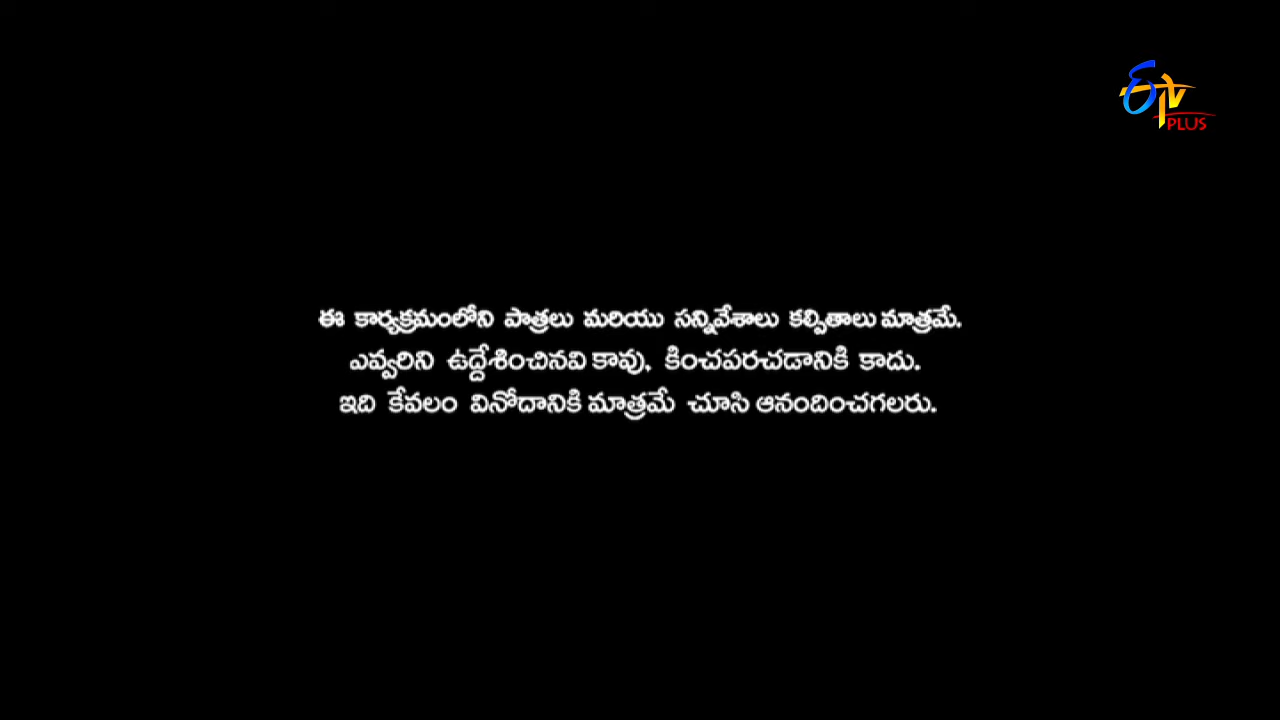 ETV
PLUS
ఈ కార్యక్రమంలోని పాత్రలు మరియు సన్నివేశాలు కల్పితాలు మాత్రమే.
ఎవ్వరిని ఉద్దేశించినవి కావు. కించపరచడానికి కాదు.
ఇది కేవలం వినోదానికి మాత్రమే చూసి ఆనందించగలరు.